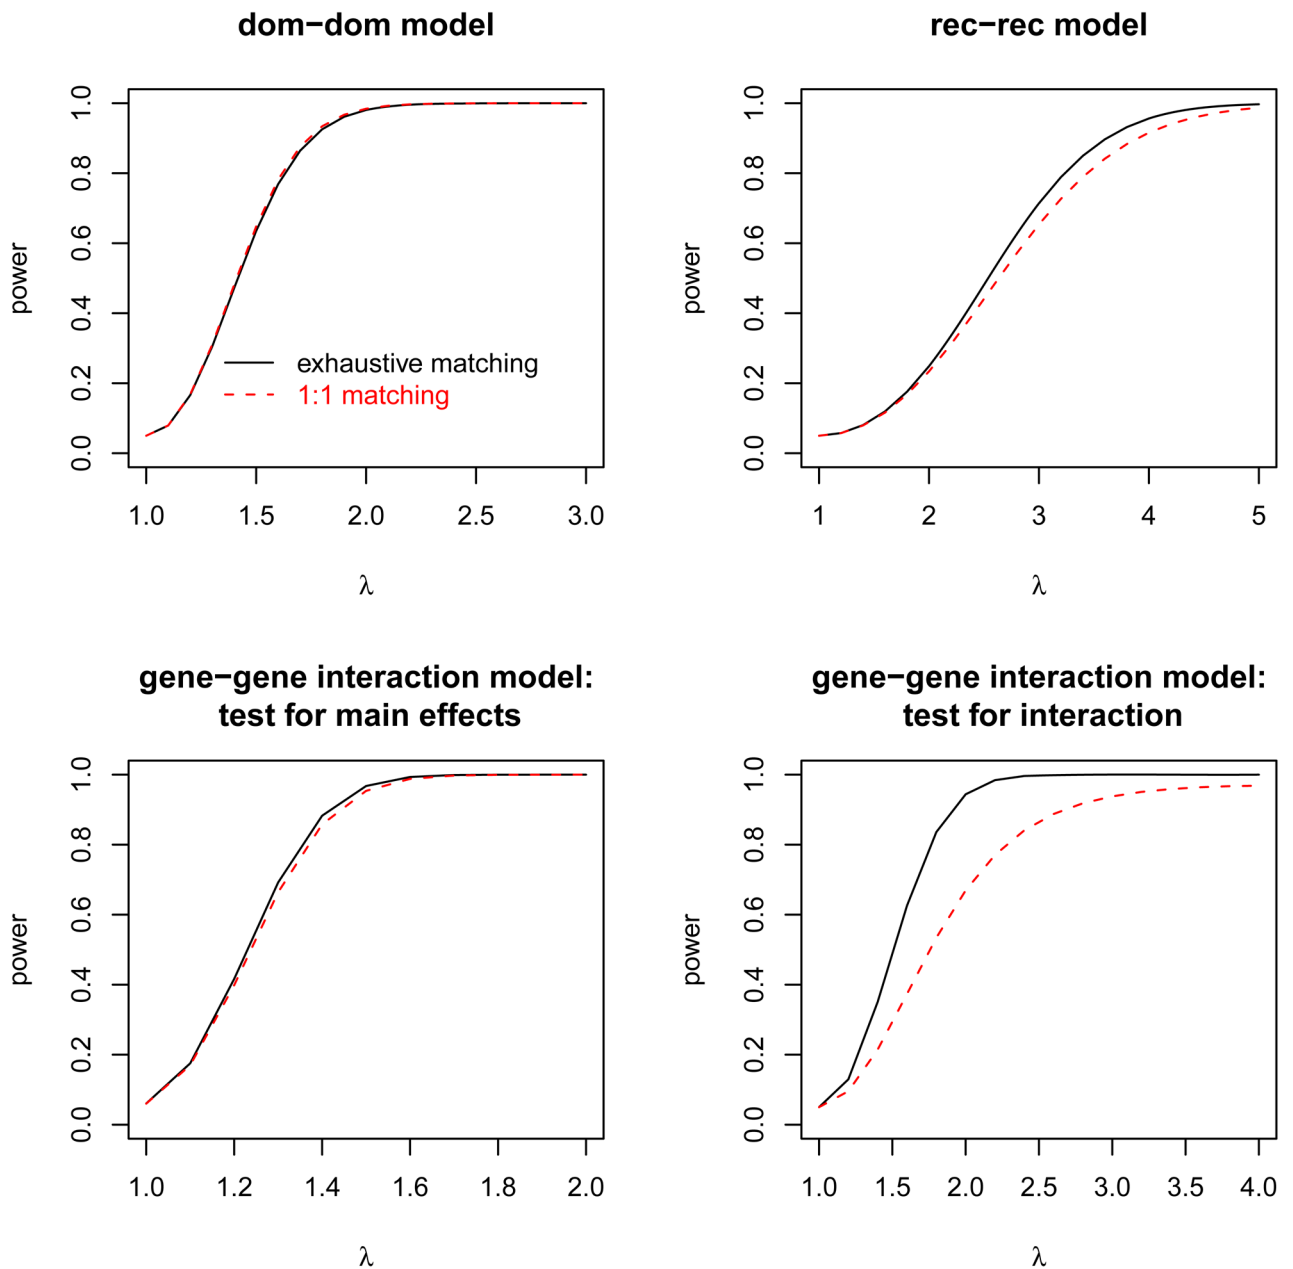 dom−dom model
power
0.0 0.2 0.4 0.6 0.8 1.0
exhaustive matching
1:1 matching
1.0 1.5 2.0 2.5 3.0
λ
rec−rec model
power
0.0 0.2 0.4 0.6 0.8 1.0
1 2 3 4 5
λ
gene−gene interaction model:
test for main effects
power
0.0 0.2 0.4 0.6 0.8 1.0
1.0 1.2 1.4 1.6 1.8 2.0
λ
gene−gene interaction model:
test for interaction
power
0.0 0.2 0.4 0.6 0.8 1.0
1.0 1.5 2.0 2.5 3.0 3.5 4.0
λ